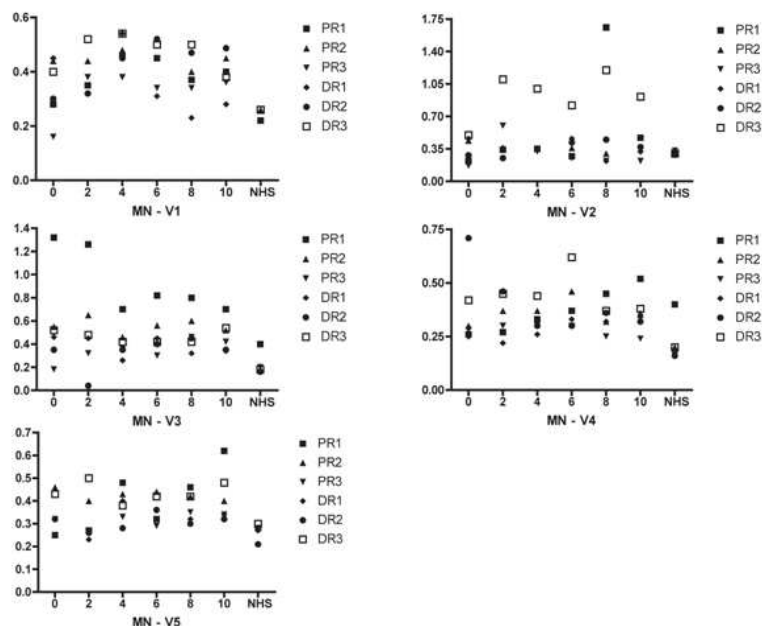 0.6
0.4
0.2
0.0
0 2 4 6 8 10 NHS
MN - V1
PR1
PR2
PR3
DR1
DR2
DR3
1.75
1.40
1.05
0.70
0.35
0.00
0 2 4 6 8 10 NHS
MN - V2
PR1
PR2
PR3
DR1
DR2
DR3
1.4
1.2
1.0
0.8
0.6
0.4
0.2
0.0
0 2 4 6 8 10 NHS
MN - V3
PR1
PR2
PR3
DR1
DR2
DR3
0.75
0.50
0.25
0.00
0 2 4 6 8 10 NHS
MN - V4
PR1
PR2
PR3
DR1
DR2
DR3
0.7
0.6
0.5
0.4
0.3
0.2
0.1
0.0
0 2 4 6 8 10 NHS
MN - V5
PR1
PR2
PR3
DR1
DR2
DR3